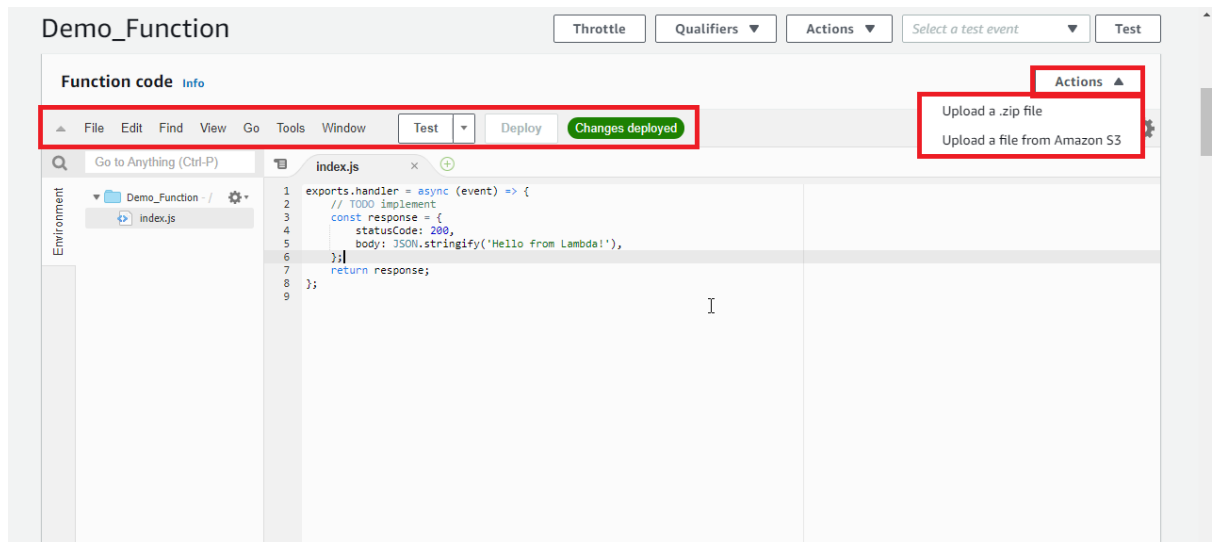 Demo_Function Throttle Qualifiers ▼ Actions ▼ Select a test event ▼ Test
Function code Info Actions ▲
Upload a .zip file
Upload a file from Amazon S3
File Edit Find View Go Tools Window Test Deploy Changes deployed
Go to Anything (Ctrl-P) index.js ×
Environment
Demo_Function - /
index.js
1 exports.handler = async (event) => {
2     // TODO implement
3     const response = {
4         statusCode: 200,
5         body: JSON.stringify('Hello from Lambda!'),
6     };
7     return response;
8 };
9